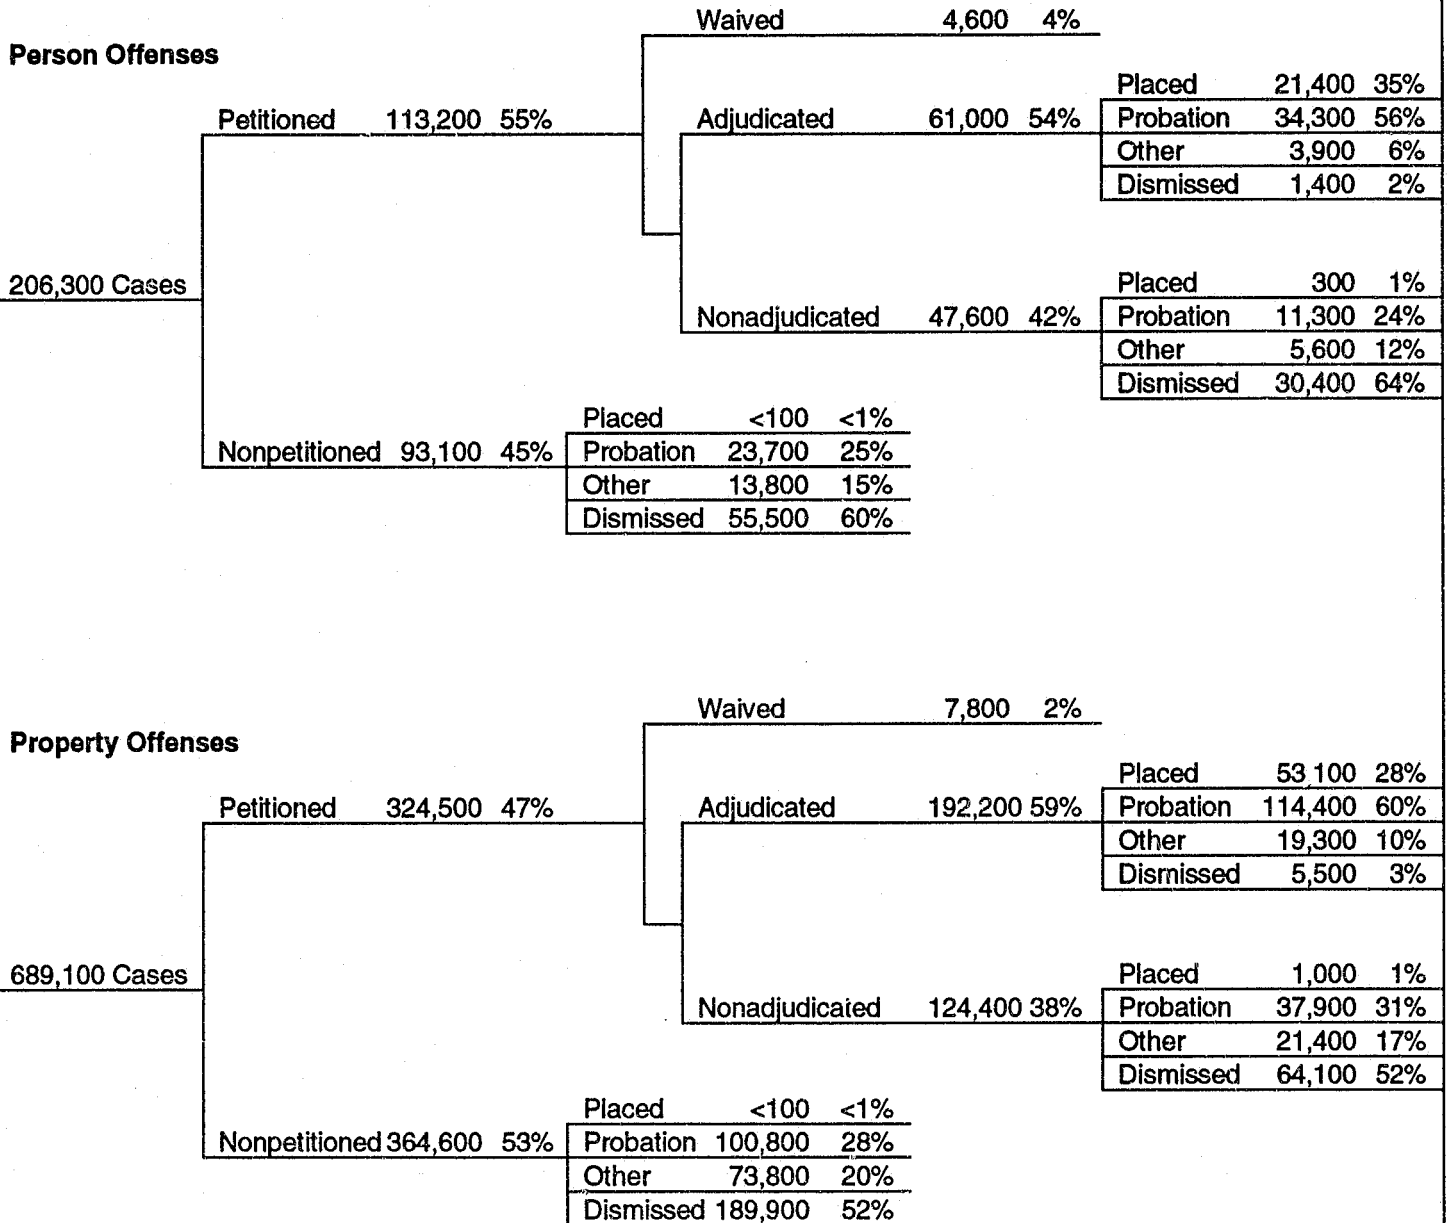 Waived 4,600 4%
Person Offenses
Placed 21,400 35%
Petitioned 113,200 55% Adjudicated 61,000 54% Probation 34,300 56%
Other 3,900 6%
Dismissed 1,400 2%
206,300 Cases Placed 300 1%
Nonadjudicated 47,600 42% Probation 11,300 24%
Other 5,600 12%
Dismissed 30,400 64%
Placed <100 <1%
Nonpetitioned 93,100 45% Probation 23,700 25%
Other 13,800 15%
Dismissed 55,500 60%
Waived 7,800 2%
Property Offenses
Placed 53 100 28%
Petitioned 324,500 47% Adjudicated 192,200 59% Probation 114,400 60%
Other 19,300 10%
Dismissed 5,500 3%
689,100 Cases Placed 1,000 1%
Nonadjudicated 124,400 38% Probation 37,900 31%
Other 21,400 17%
Dismissed 64,100 52%
Placed <100 <1%
Nonpetitioned 364,600 53% Probation 100,800 28%
Other 73,800 20%
Dismissed 189,900 52%